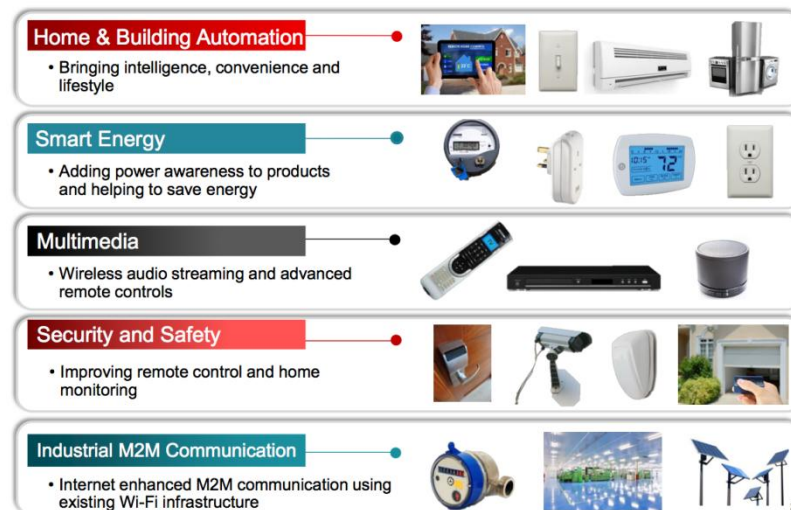 Home & Building Automation
• Bringing intelligence, convenience and
lifestyle
Smart Energy
• Adding power awareness to products
and helping to save energy
72
Multimedia
• Wireless audio streaming and advanced
remote controls
Security and Safety
• Improving remote control and home
monitoring
Industrial M2M Communication
• Internet enhanced M2M communication using
existing Wi-Fi infrastructure